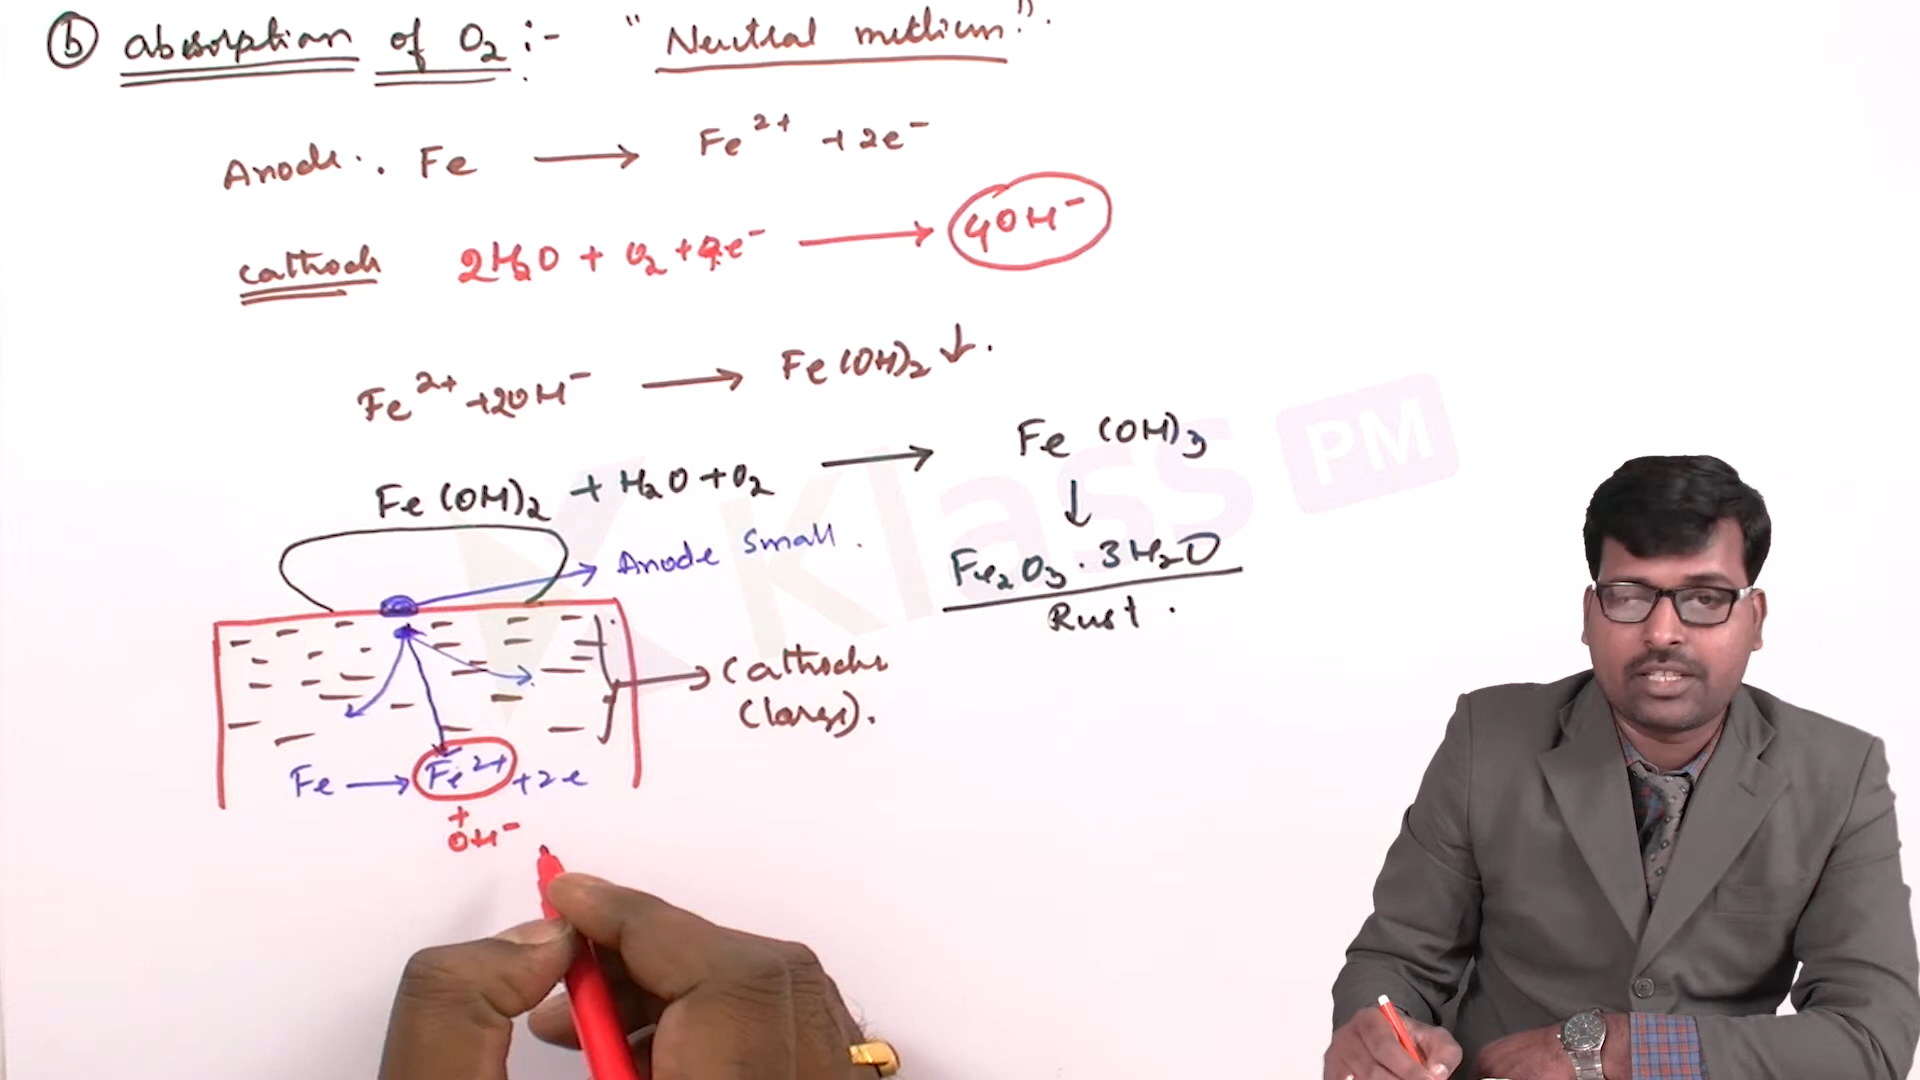 b absorption of O2 :- "Neutral medium".
Anode. . Fe ⟶ Fe2+ + 2e-
Cathode 2H2O + O2 + 4e- ⟶ 4OH-
Fe2+ + 2OH- ⟶ Fe(OH)2 ↓ .
Fe(OH)2 + H2O + O2 ⟶ Fe (OH)3
↓
Fe2O3 . 3H2O
Rust .
Anode small .
Cathode
(large).
Fe ⟶ Fe2+ + 2e
+
OH-
Klass PM